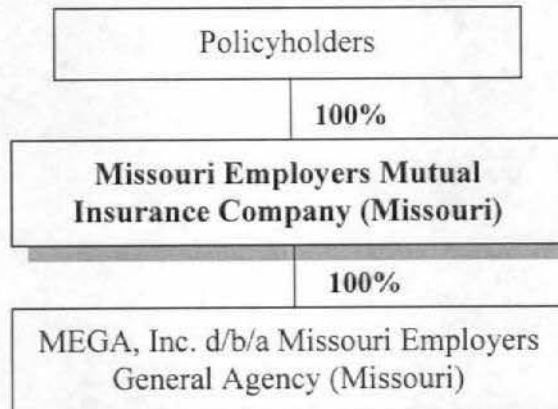 Policyholders
100%
Missouri Employers Mutual
Insurance Company (Missouri)
100%
MEGA, Inc. d/b/a Missouri Employers
General Agency (Missouri)